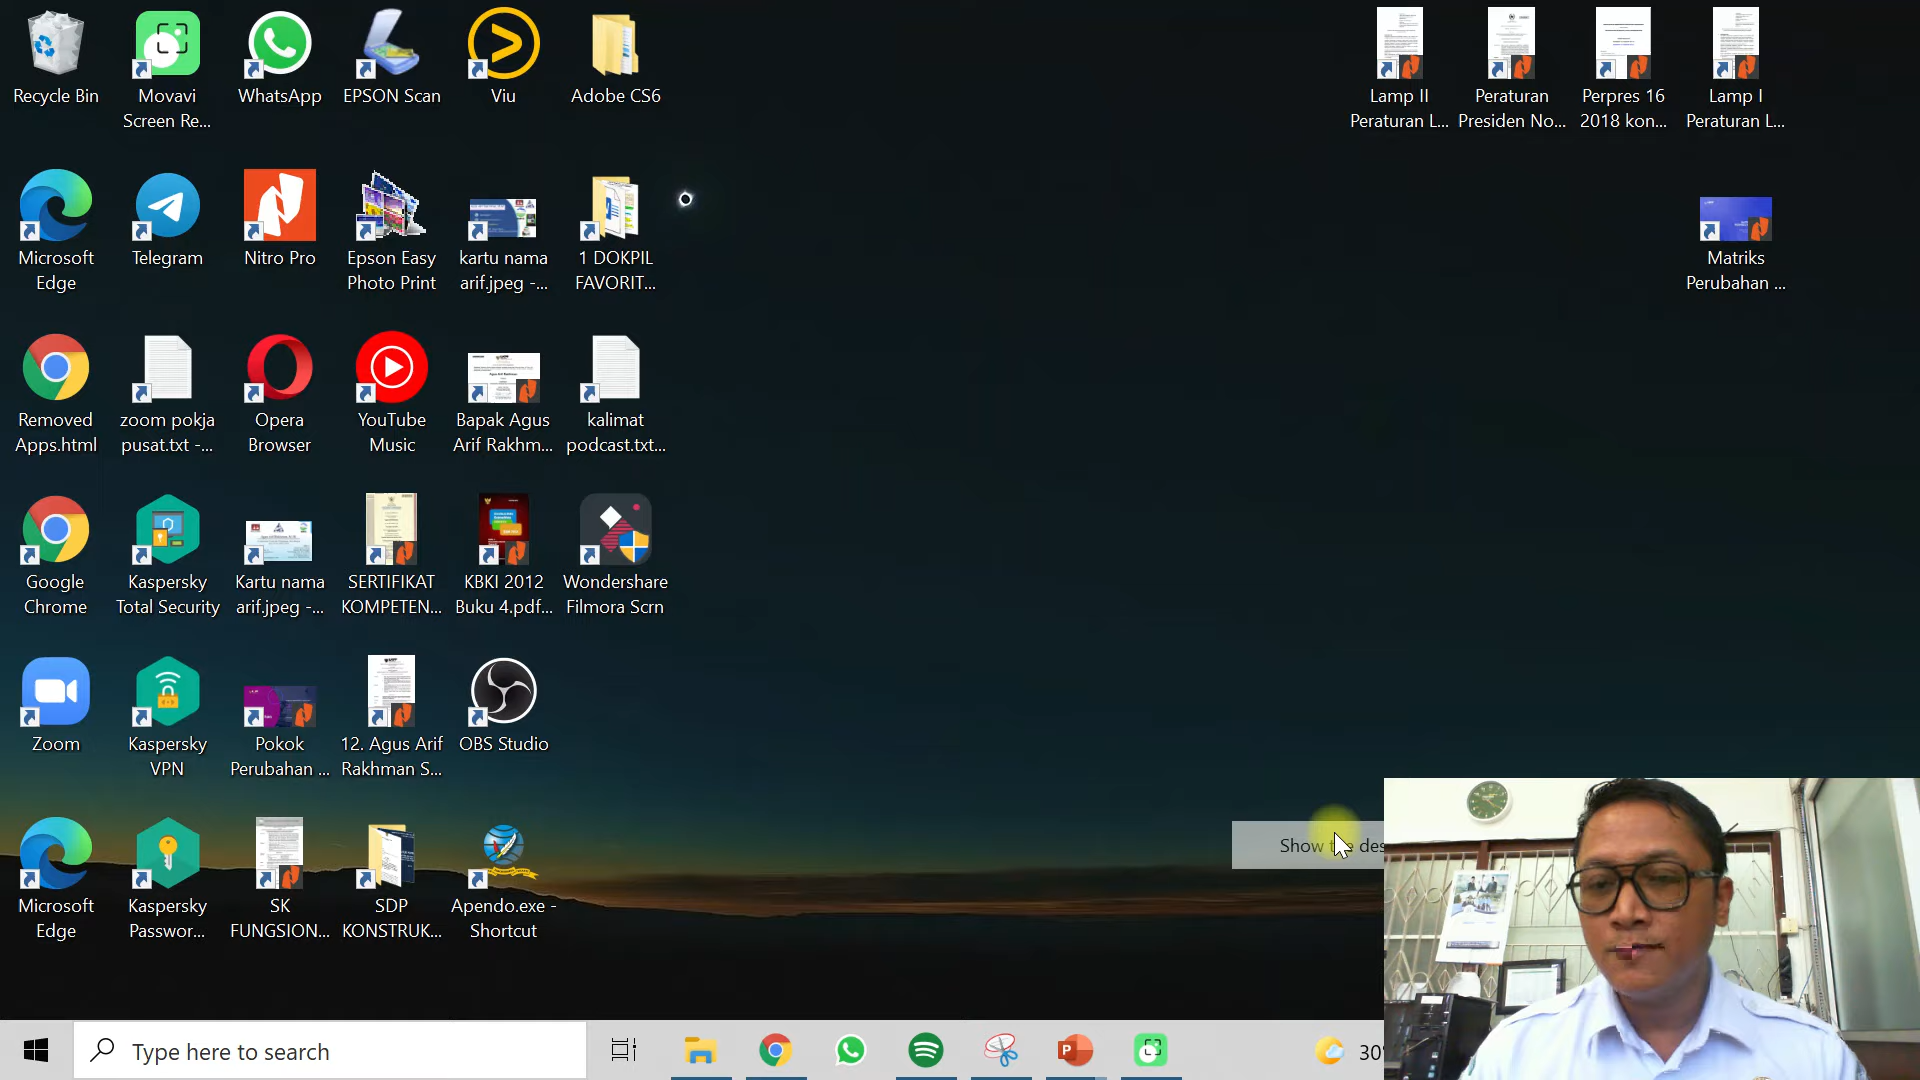 Recycle Bin
Movavi
Screen Re...
WhatsApp
EPSON Scan
Viu
Adobe CS6
Lamp II
Peraturan L...
Peraturan
Presiden No...
Perpres 16
2018 kon...
Lamp I
Peraturan L...
Microsoft
Edge
Telegram
Nitro Pro
Epson Easy
Photo Print
kartu nama
arif.jpeg -...
1 DOKPIL
FAVORIT...
Matriks
Perubahan ...
Removed
Apps.html
zoom pokja
pusat.txt -...
Opera
Browser
YouTube
Music
Bapak Agus
Arif Rakhm...
kalimat
podcast.txt...
Google
Chrome
Kaspersky
Total Security
Kartu nama
arif.jpeg -...
SERTIFIKAT
KOMPETEN...
KBKI 2012
Buku 4.pdf...
Wondershare
Filmora Scrn
Zoom
Kaspersky
VPN
Pokok
Perubahan ...
12. Agus Arif
Rakhman S...
OBS Studio
Show the des
Microsoft
Edge
Kaspersky
Passwor...
SK
FUNGSION...
SDP
KONSTRUK...
Apendo.exe -
Shortcut
Type here to search
30°